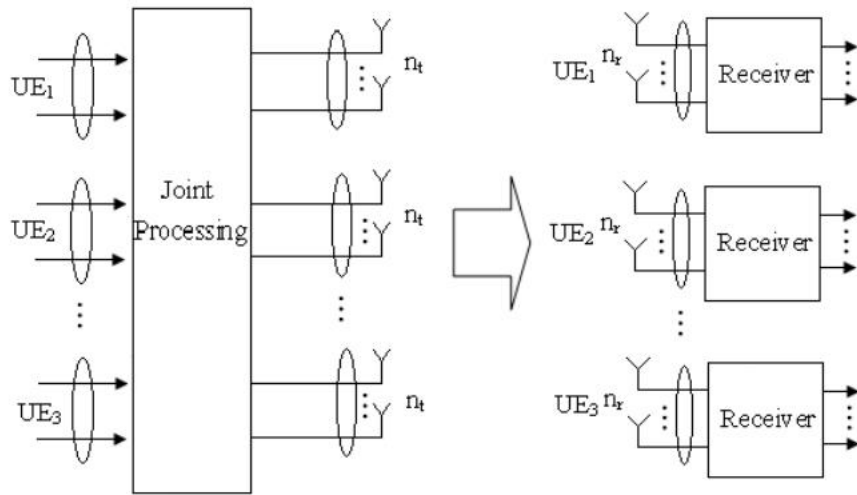 UE₁
nₜ
UE₁ nᵣ
Receiver
Joint
Processing
UE₂
nₜ
UE₂ nᵣ
Receiver
UE₃
nₜ
UE₃ nᵣ
Receiver